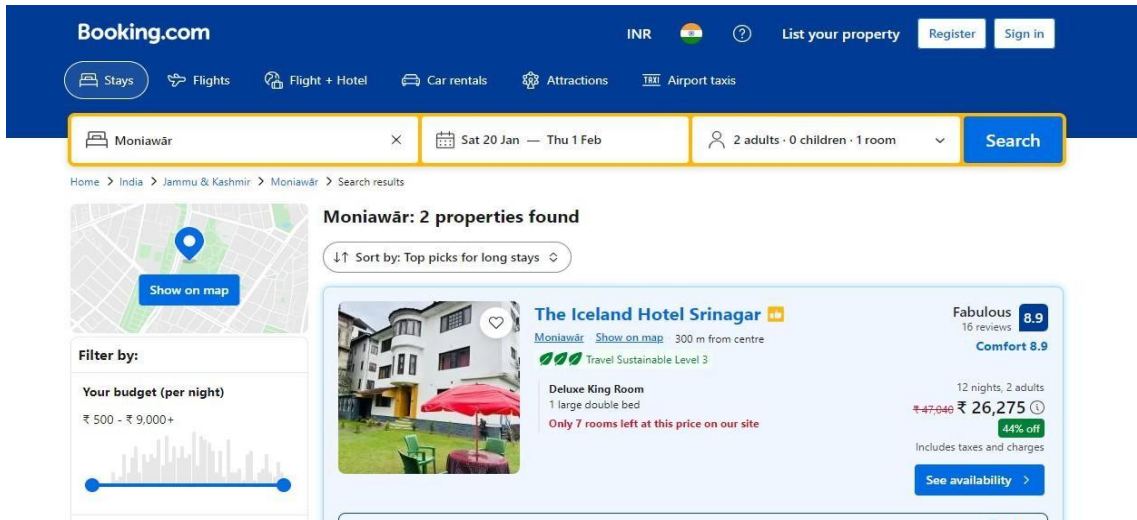 Booking.com
INR
List your property
Register
Sign in
Stays
Flights
Flight + Hotel
Car rentals
Attractions
TAXI
Airport taxis
Moniawār
Sat 20 Jan — Thu 1 Feb
2 adults · 0 children · 1 room
Search
Home > India > Jammu & Kashmir > Moniawār > Search results
Show on map
Filter by:
Your budget (per night)
₹ 500 - ₹ 9,000+
Moniawār: 2 properties found
Sort by: Top picks for long stays
The Iceland Hotel Srinagar
Moniawār Show on map 300 m from centre
Travel Sustainable Level 3
Deluxe King Room
1 large double bed
Only 7 rooms left at this price on our site
Fabulous 8.9
16 reviews
Comfort 8.9
12 nights, 2 adults
₹ 47,040 ₹ 26,275
44% off
Includes taxes and charges
See availability